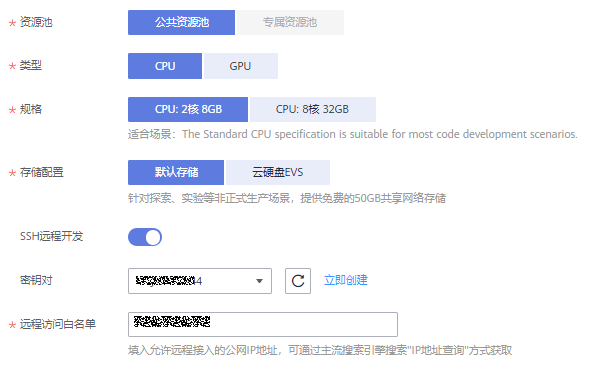 * 资源池 公共资源池 专属资源池
* 类型 CPU GPU
* 规格 CPU: 2核 8GB CPU: 8核 32GB
适合场景：The Standard CPU specification is suitable for most code development scenarios.
* 存储配置 默认存储 云硬盘EVS
针对探索、实验等非正式生产场景，提供免费的50GB共享网络存储
SSH远程开发
密钥对 4 立即创建
* 远程访问白名单
填入允许远程接入的公网IP地址，可通过主流搜索引擎搜索"IP地址查询"方式获取